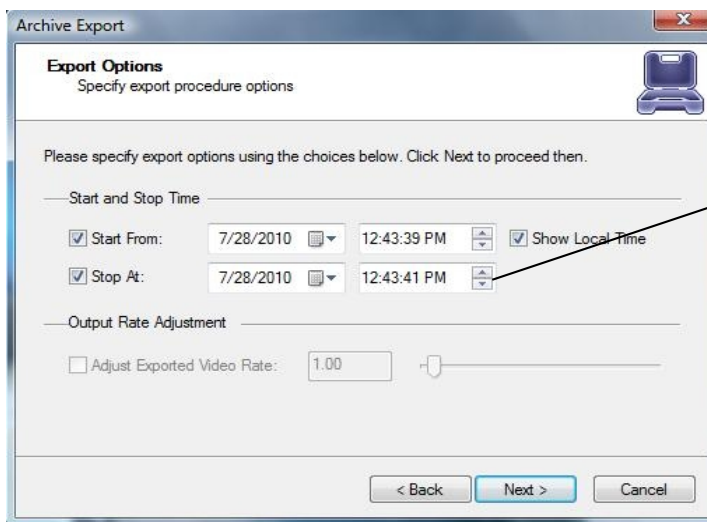 Archive Export
Export Options
Specify export procedure options
Please specify export options using the choices below. Click Next to proceed then.
Start and Stop Time
Start From: 7/28/2010 12:43:39 PM Show Local Time
Stop At: 7/28/2010 12:43:41 PM
Output Rate Adjustment
Adjust Exported Video Rate: 1.00
< Back Next > Cancel